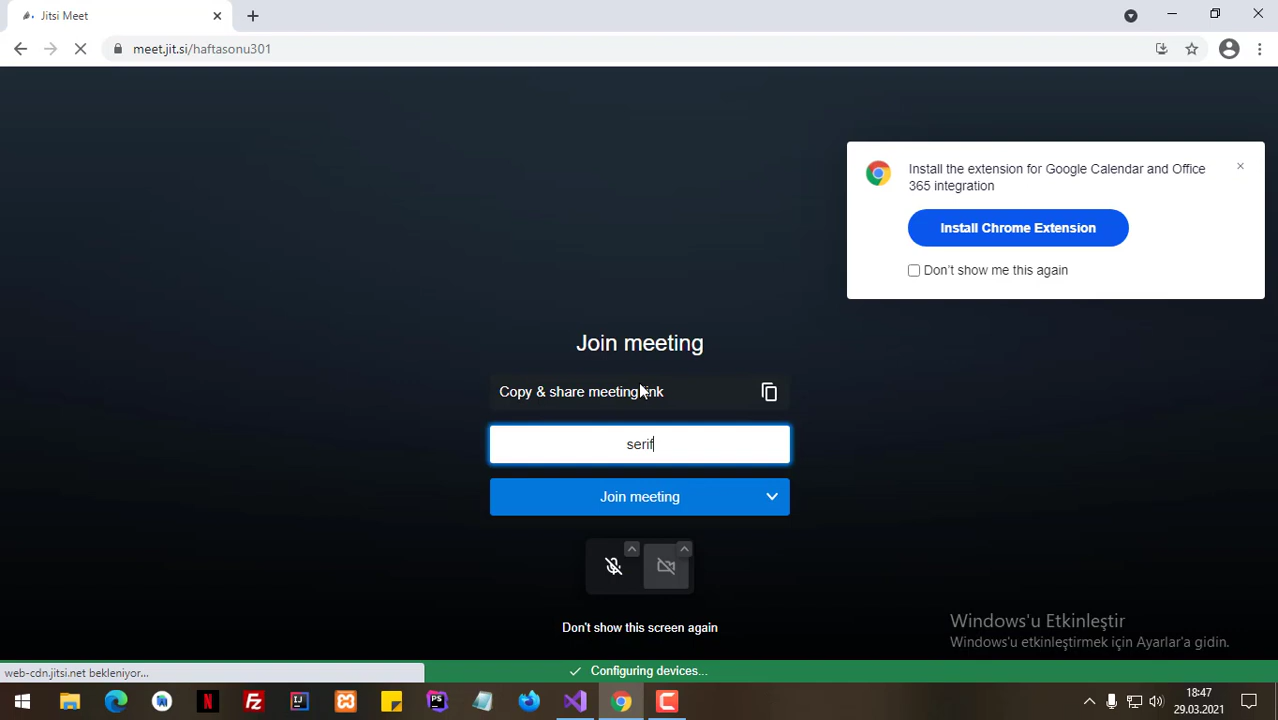 Jitsi Meet
meet.jit.si/haftasonu301
Install the extension for Google Calendar and Office
365 integration
Install Chrome Extension
Don't show me this again
Join meeting
Copy & share meeting link
serif
Join meeting
Don't show this screen again
Windows'u Etkinleştir
Windows'u etkinleştirmek için Ayarlar'a gidin.
web-cdn.jitsi.net bekleniyor...
Configuring devices...
18:47
29.03.2021